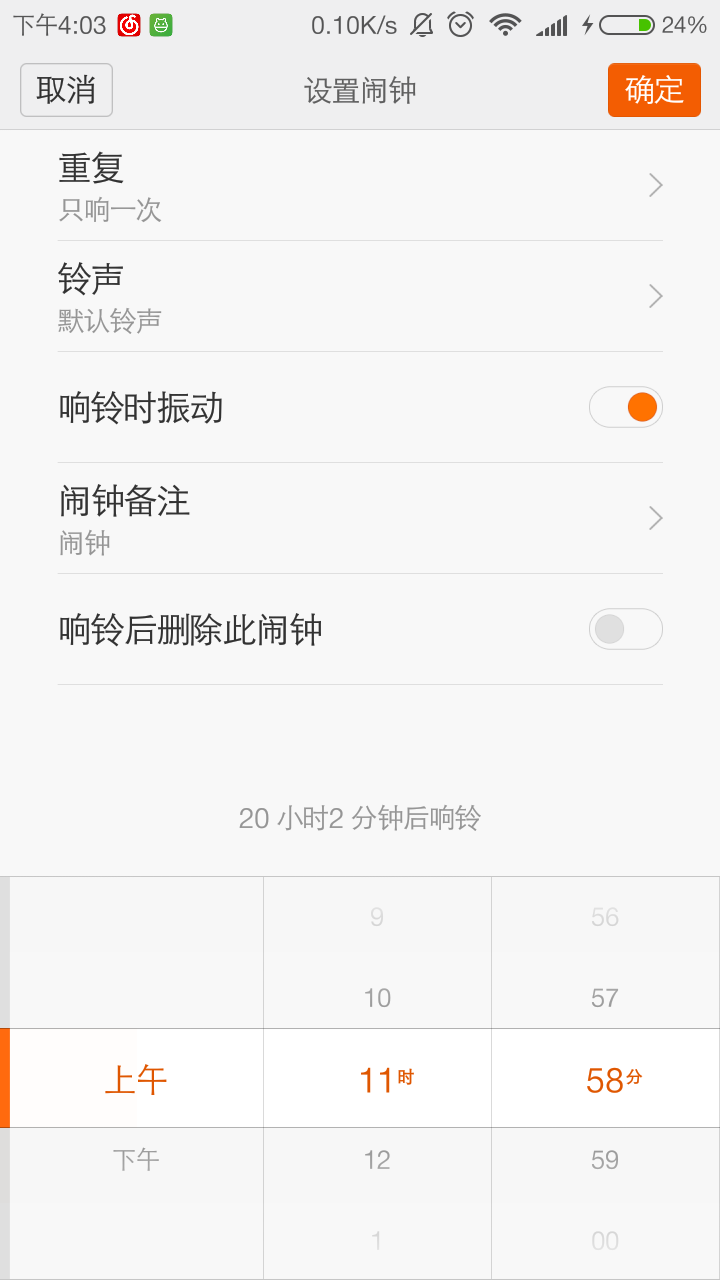 下午4:03 0.10K/s 24%
取消 设置闹钟 确定
重复
只响一次
铃声
默认铃声
响铃时振动
闹钟备注
闹钟
响铃后删除此闹钟
20 小时2 分钟后响铃
9 56
10 57
上午 11时 58分
下午 12 59
1 00